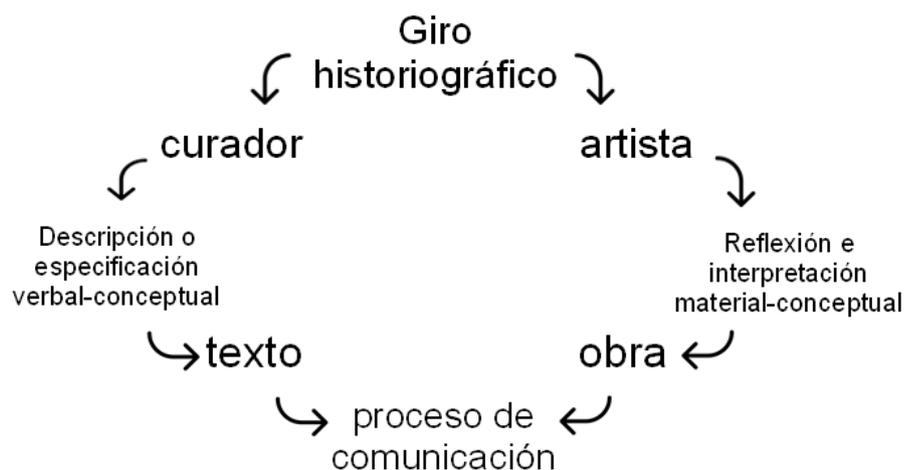 Giro
historiográfico
curador
artista
Descripción o
especificación
verbal-conceptual
Reflexión e
interpretación
material-conceptual
texto
obra
proceso de
comunicación